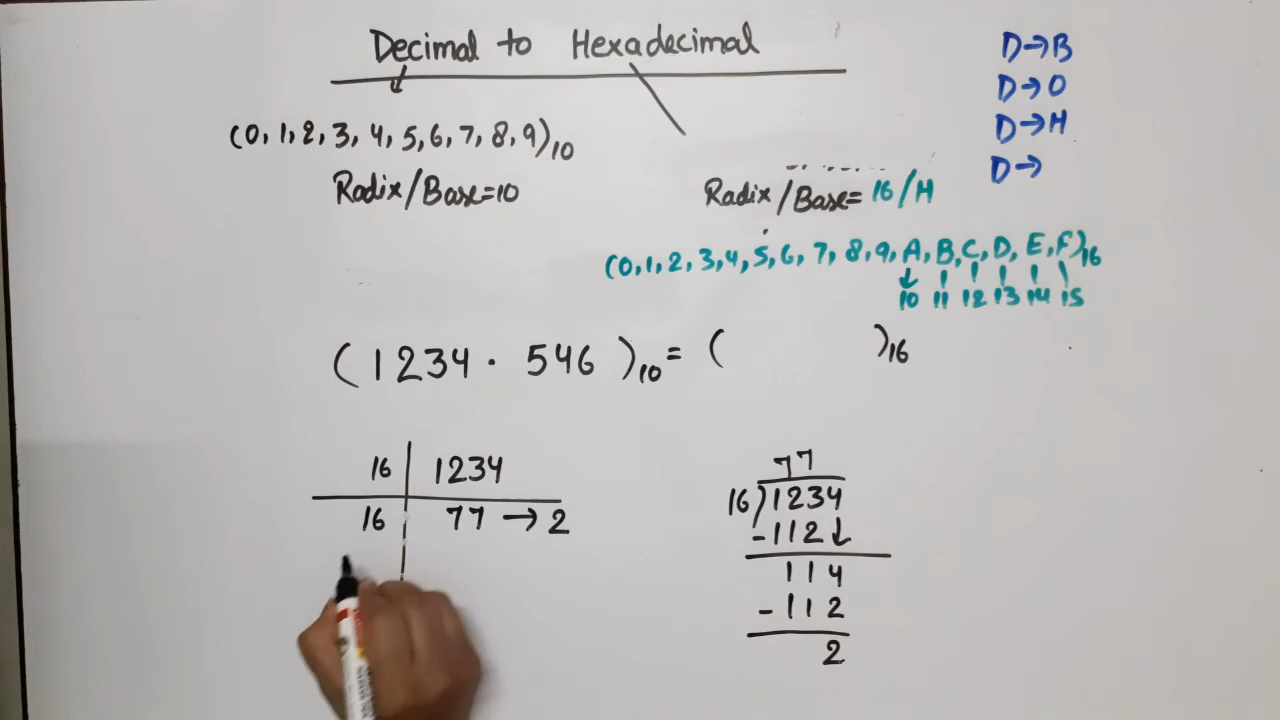 Decimal to Hexadecimal
(0, 1, 2, 3, 4, 5, 6, 7, 8, 9)10
Radix/Base=10
D→B
D→O
D→H
D→
Radix/Base= 16/H
(0,1,2,3,4,5,6,7,8,9,A,B,C,D,E,F)16
10 11 12 13 14 15
(1234.546)10 = ( )16
16 | 1234
16 | 77 → 2
77
16)1234
-112↓
114
-112
2